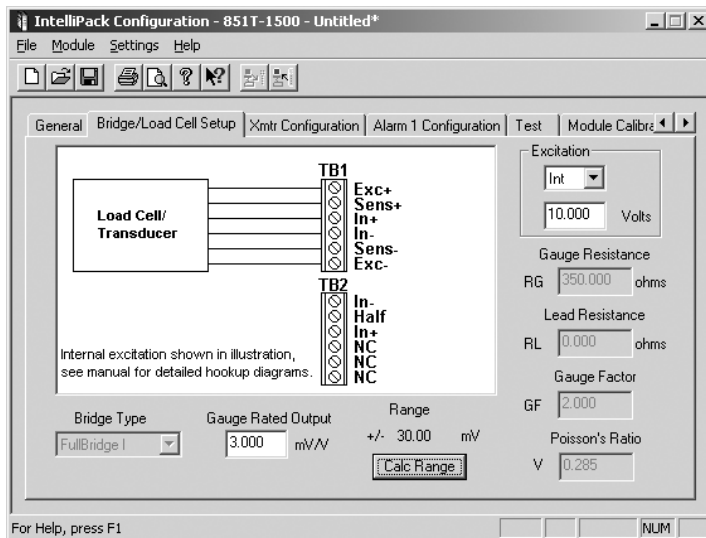 IntelliPack Configuration - 851T-1500 - Untitled*
File Module Settings Help
General Bridge/Load Cell Setup Xmtr Configuration Alarm 1 Configuration Test Module Calibra
Load Cell/
Transducer
TB1
Exc+
Sens+
In+
In-
Sens-
Exc-
TB2
In-
Half
In+
NC
NC
NC
Internal excitation shown in illustration,
see manual for detailed hookup diagrams.
Excitation
Int
10.000 Volts
Gauge Resistance
RG 350.000 ohms
Lead Resistance
RL 0.000 ohms
Gauge Factor
GF 2.000
Poisson's Ratio
V 0.285
Bridge Type
FullBridge I
Gauge Rated Output
3.000 mV/V
Range
+/- 30.00 mV
Calc Range
For Help, press F1
NUM